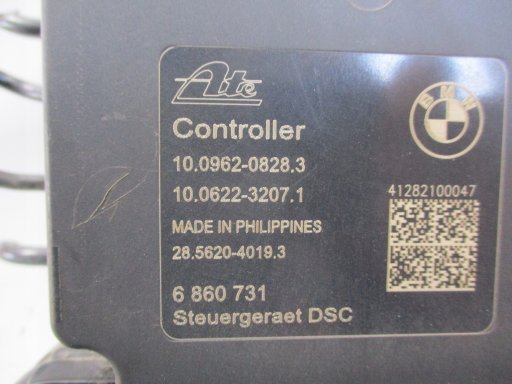 Ate
BMW
Controller
10.0962-0828.3
10.0622-3207.1
41282100047
MADE IN PHILIPPINES
28.5620-4019.3
6 860 731
Steuergeraet DSC